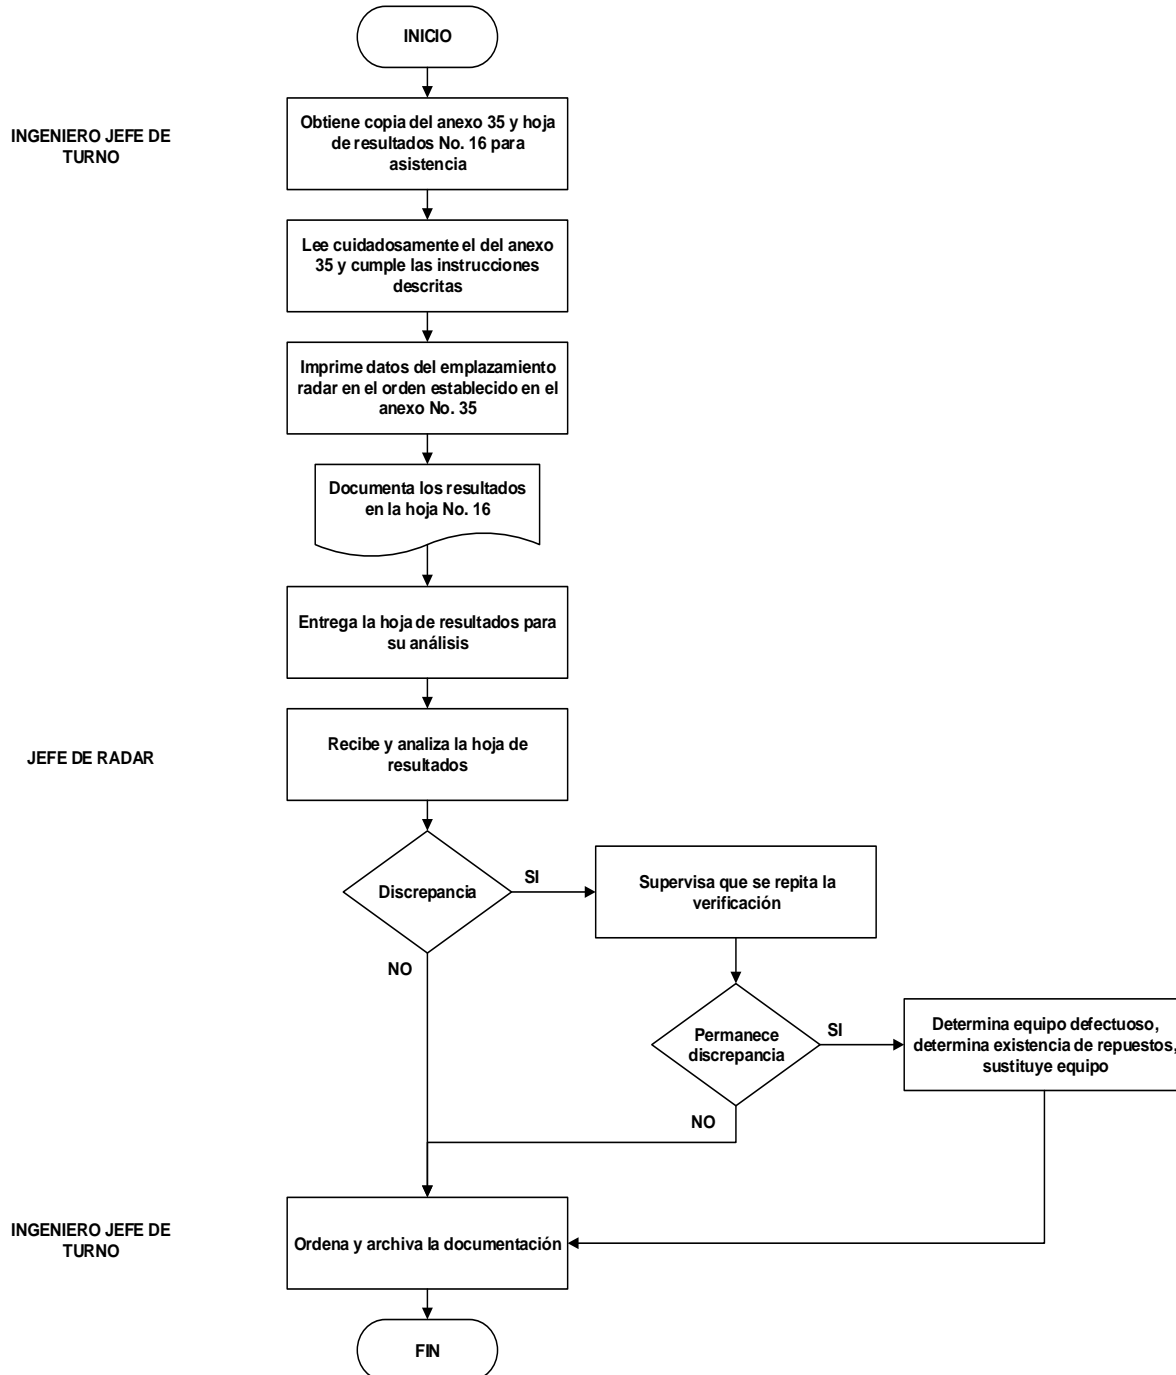 INICIO
INGENIERO JEFE DE
TURNO
Obtiene copia del anexo 35 y hoja
de resultados No. 16 para
asistencia
Lee cuidadosamente el del anexo
35 y cumple las instrucciones
descritas
Imprime datos del emplazamiento
radar en el orden establecido en el
anexo No. 35
Documenta los resultados
en la hoja No. 16
Entrega la hoja de resultados para
su análisis
JEFE DE RADAR
Recibe y analiza la hoja de
resultados
Discrepancia
SI
Supervisa que se repita la
verificación
NO
Permanece
discrepancia
SI
Determina equipo defectuoso,
determina existencia de repuestos,
sustituye equipo
NO
INGENIERO JEFE DE
TURNO
Ordena y archiva la documentación
FIN